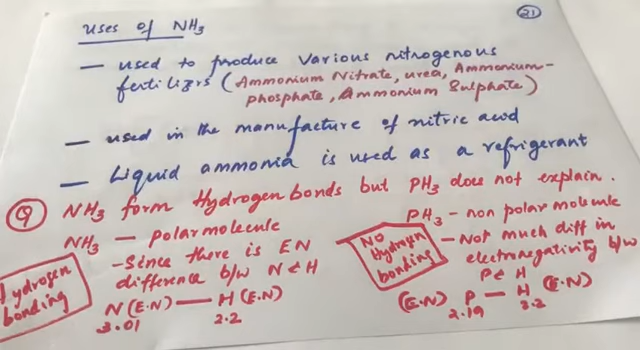 21
uses of NH3
— used to produce various nitrogenous
fertilizrs (Ammonium Nitrate, urea, Ammonium-
phosphate, Ammonium Sulphate)
— used in the manufacture of nitric acid
— Liquid ammonia is used as a refrigerant
Q NH3 form Hydrogen bonds but PH3 does not explain.
NH3 — polar molecule
- Since there is EN
difference b/w N & H
Hydrogen
bonding
N (E.N) — H (E.N)
3.01 2.2
PH3 - non polar molecule
- Not much diff in
electronegativity b/w
P & H
No
Hydrogen
bonding
(E.N) P — H (E.N)
2.19 2.2